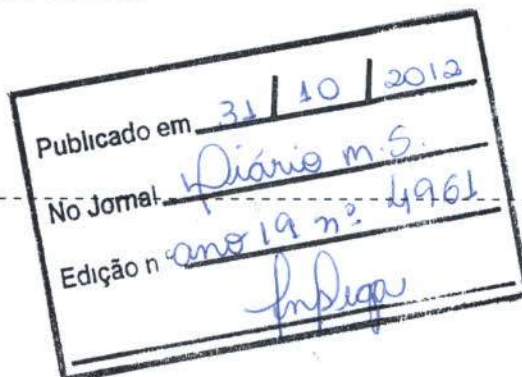 Publicado em 31 / 10 / 2012
No Jornal Diário m.s.
Edição n ano 19 nº 4961